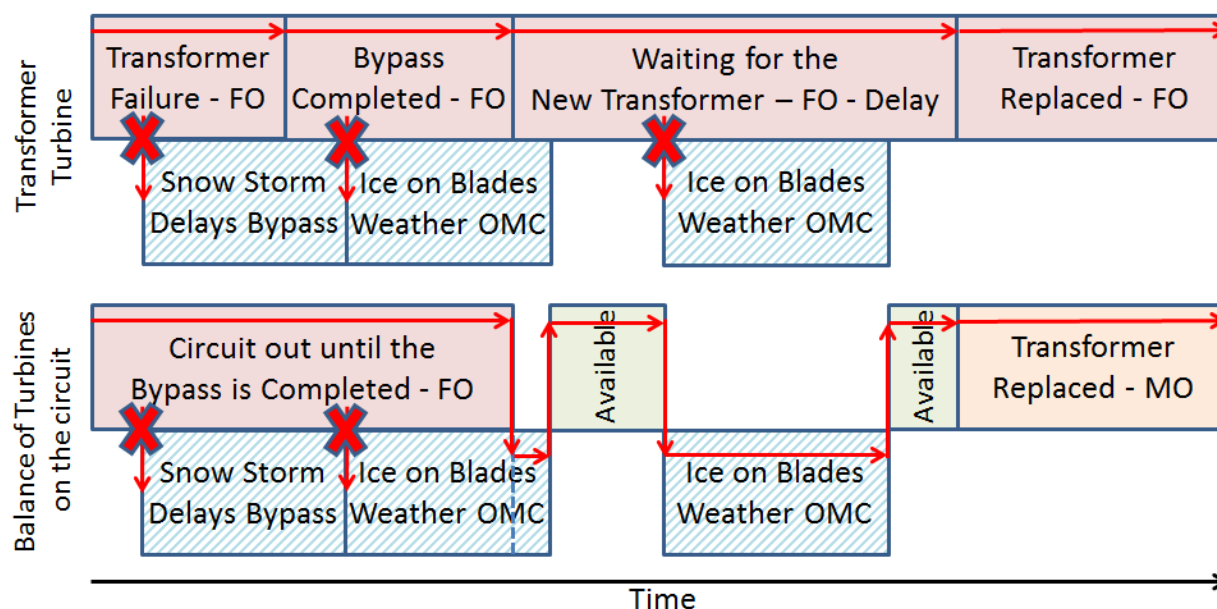 Transformer
Turbine
Transformer
Failure - FO
Bypass
Completed - FO
Waiting for the
New Transformer – FO - Delay
Transformer
Replaced - FO
Snow Storm
Delays Bypass
Ice on Blades
Weather OMC
Ice on Blades
Weather OMC
Balance of Turbines
on the circuit
Circuit out until the
Bypass is Completed - FO
Available
Available
Transformer
Replaced - MO
Snow Storm
Delays Bypass
Ice on Blades
Weather OMC
Ice on Blades
Weather OMC
Time